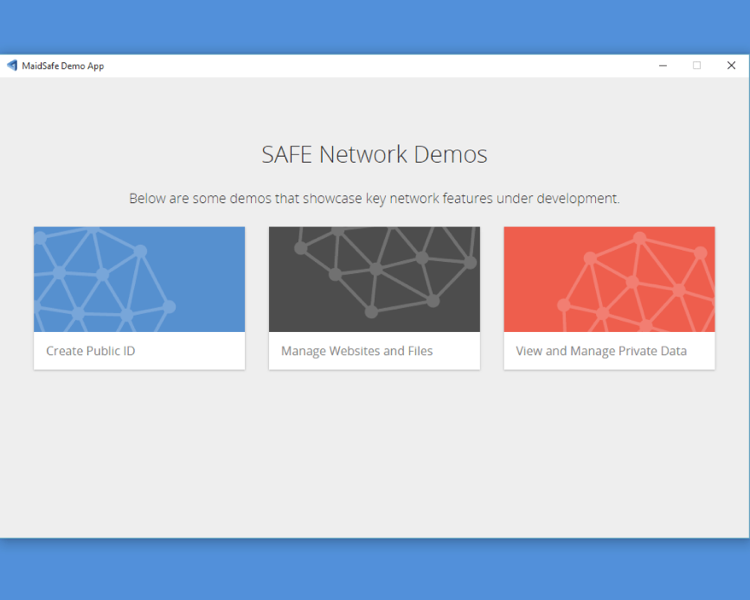 MaidSafe Demo App
SAFE Network Demos
Below are some demos that showcase key network features under development.
Create Public ID
Manage Websites and Files
View and Manage Private Data